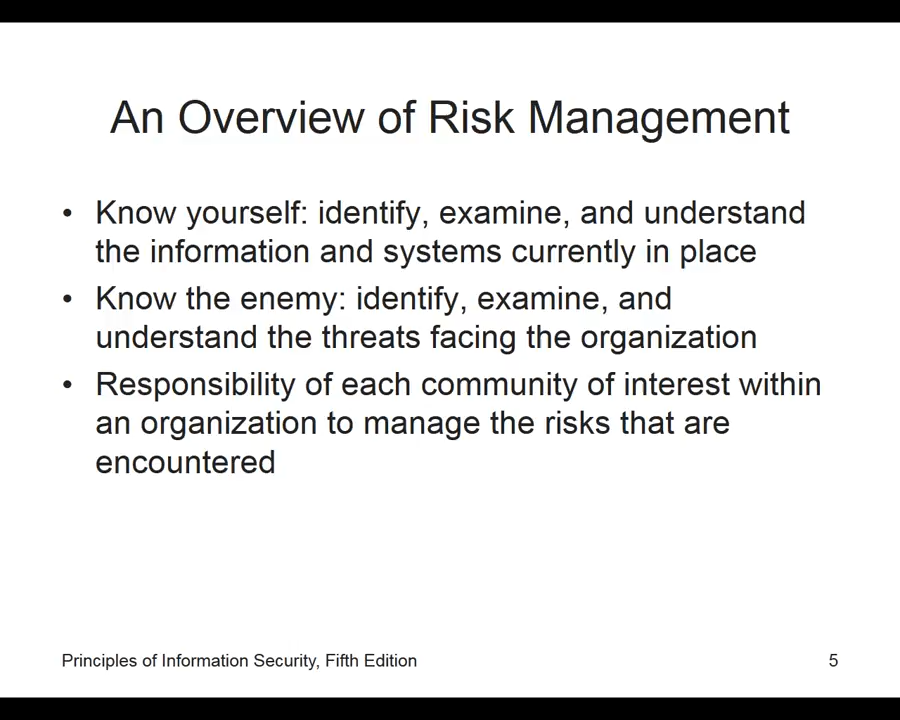 An Overview of Risk Management
• Know yourself: identify, examine, and understand
the information and systems currently in place
• Know the enemy: identify, examine, and
understand the threats facing the organization
• Responsibility of each community of interest within
an organization to manage the risks that are
encountered
Principles of Information Security, Fifth Edition 5